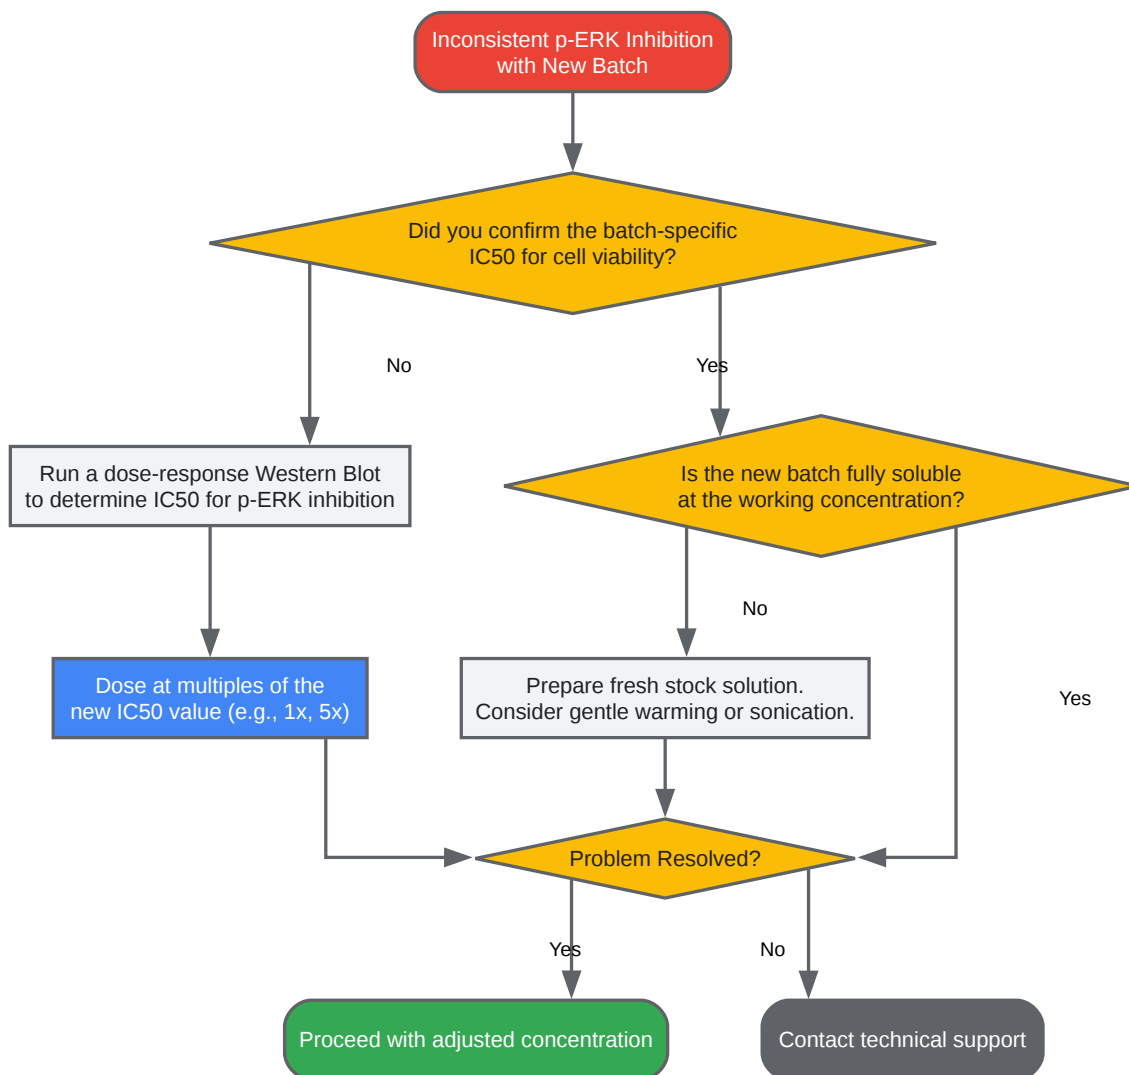 Inconsistent p-ERK Inhibition
with New Batch
Did you confirm the batch-specific
IC50 for cell viability?
No
Yes
Run a dose-response Western Blot
to determine IC50 for p-ERK inhibition
Is the new batch fully soluble
at the working concentration?
No
Yes
Dose at multiples of the
new IC50 value (e.g., 1x, 5x)
Prepare fresh stock solution.
Consider gentle warming or sonication.
Problem Resolved?
Yes
No
Proceed with adjusted concentration
Contact technical support